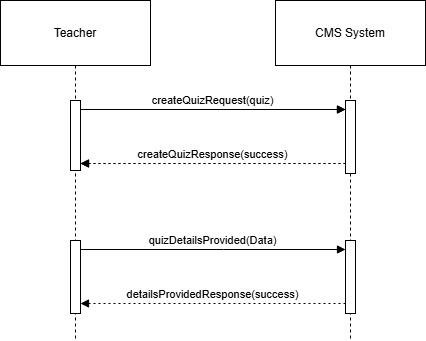 Teacher
CMS System
createQuizRequest(quiz)
createQuizResponse(success)
quizDetailsProvided(Data)
detailsProvidedResponse(success)